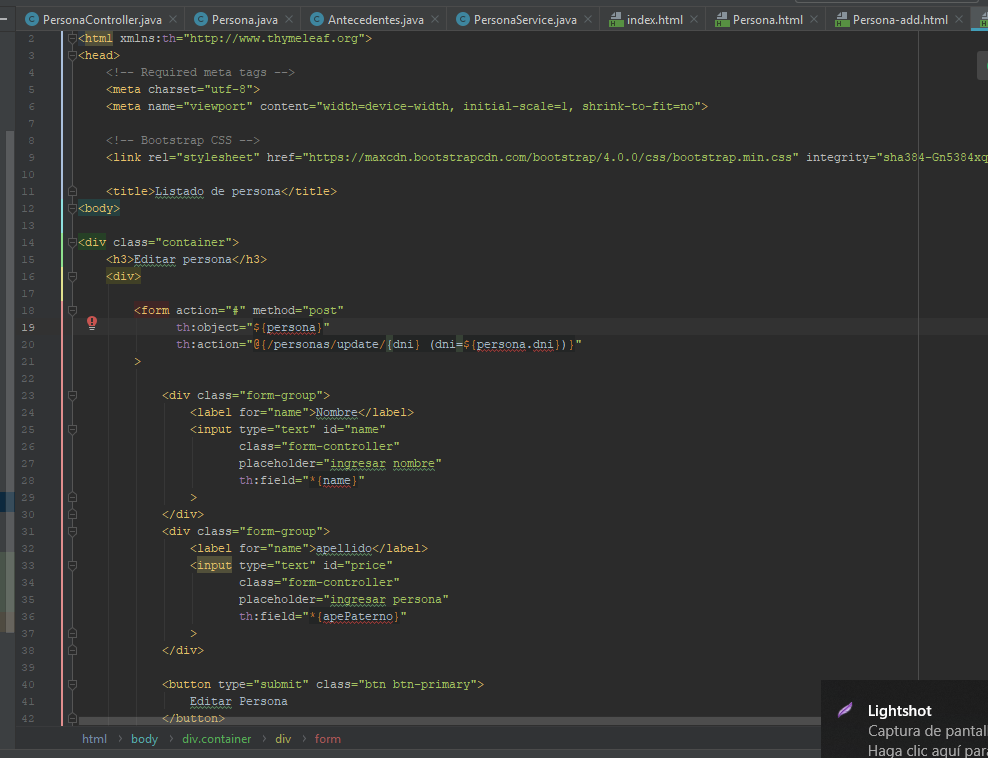 PersonaController.java Persona.java Antecedentes.java PersonaService.java index.html Persona.html Persona-add.html
2 <html xmlns:th="http://www.thymeleaf.org">
3 <head>
4 <!-- Required meta tags -->
5 <meta charset="utf-8">
6 <meta name="viewport" content="width=device-width, initial-scale=1, shrink-to-fit=no">
7
8 <!-- Bootstrap CSS -->
9 <link rel="stylesheet" href="https://maxcdn.bootstrapcdn.com/bootstrap/4.0.0/css/bootstrap.min.css" integrity="sha384-Gn5384xq
10
11 <title>Listado de persona</title>
12 <body>
13
14 <div class="container">
15 <h3>Editar persona</h3>
16 <div>
17
18 <form action="#" method="post"
19 th:object="${persona}"
20 th:action="@{/personas/update/{dni} (dni=${persona.dni})}"
21 >
22
23 <div class="form-group">
24 <label for="name">Nombre</label>
25 <input type="text" id="name"
26 class="form-controller"
27 placeholder="ingresar nombre"
28 th:field="*{name}"
29 >
30 </div>
31 <div class="form-group">
32 <label for="name">apellido</label>
33 <input type="text" id="price"
34 class="form-controller"
35 placeholder="ingresar persona"
36 th:field="*{apePaterno}"
37 >
38 </div>
39
40 <button type="submit" class="btn btn-primary">
41 Editar Persona
42 </button>
html body div.container div form
Lightshot
Captura de pantall
Haga clic aquí para